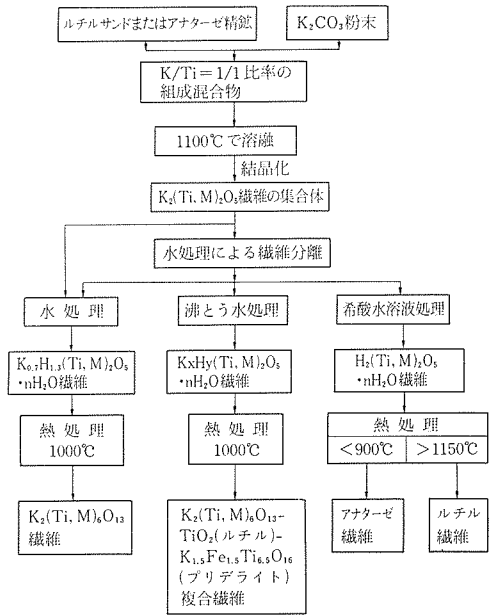 ルチルサンドまたはアナターゼ精鉱
K₂CO₃粉末
K/Ti=1/1比率の
組成混合物
1100℃で溶融
結晶化
K₂(Ti, M)₂O₅繊維の集合体
水処理による繊維分離
水処理
沸とう水処理
希酸水溶液処理
K₀.₇H₁.₃(Ti, M)₂O₅
・nH₂O繊維
KxHy(Ti, M)₂O₅
・nH₂O繊維
H₂(Ti, M)₂O₅
・nH₂O繊維
熱処理
1000℃
熱処理
1000℃
熱処理
<900℃
>1150℃
K₂(Ti, M)₆O₁₃
繊維
K₂(Ti, M)₆O₁₃-
TiO₂(ルチル)-
K₁.₅Fe₁.₅Ti₆.₅O₁₆
(プリデライト)
複合繊維
アナターゼ
繊維
ルチル
繊維